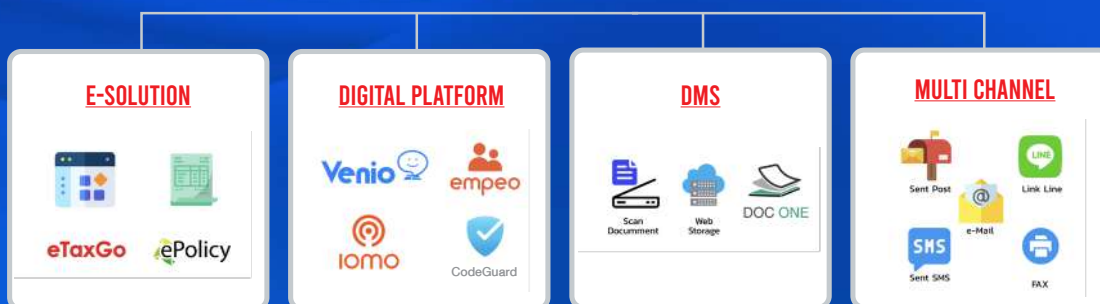 E-SOLUTION
eTaxGo
ePolicy
DIGITAL PLATFORM
Venio
empeo
IOMO
CodeGuard
DMS
Scan
Documment
Web
Storage
DOC ONE
MULTI CHANNEL
Sent Post
LINE
Link Line
@
e-Mail
SMS
Sent SMS
FAX